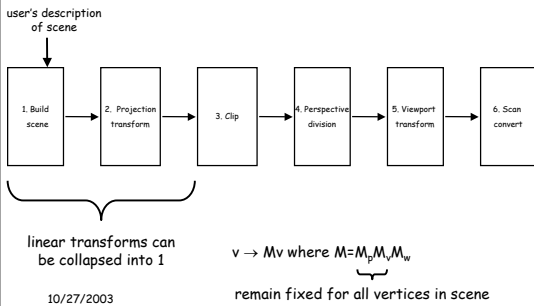 user's description
of scene
1. Build
scene
2. Projection
transform
3. Clip
4. Perspective
division
5. Viewport
transform
6. Scan
convert
linear transforms can
be collapsed into 1
v → Mv where M=MₚMᵥM_w
remain fixed for all vertices in scene
10/27/2003